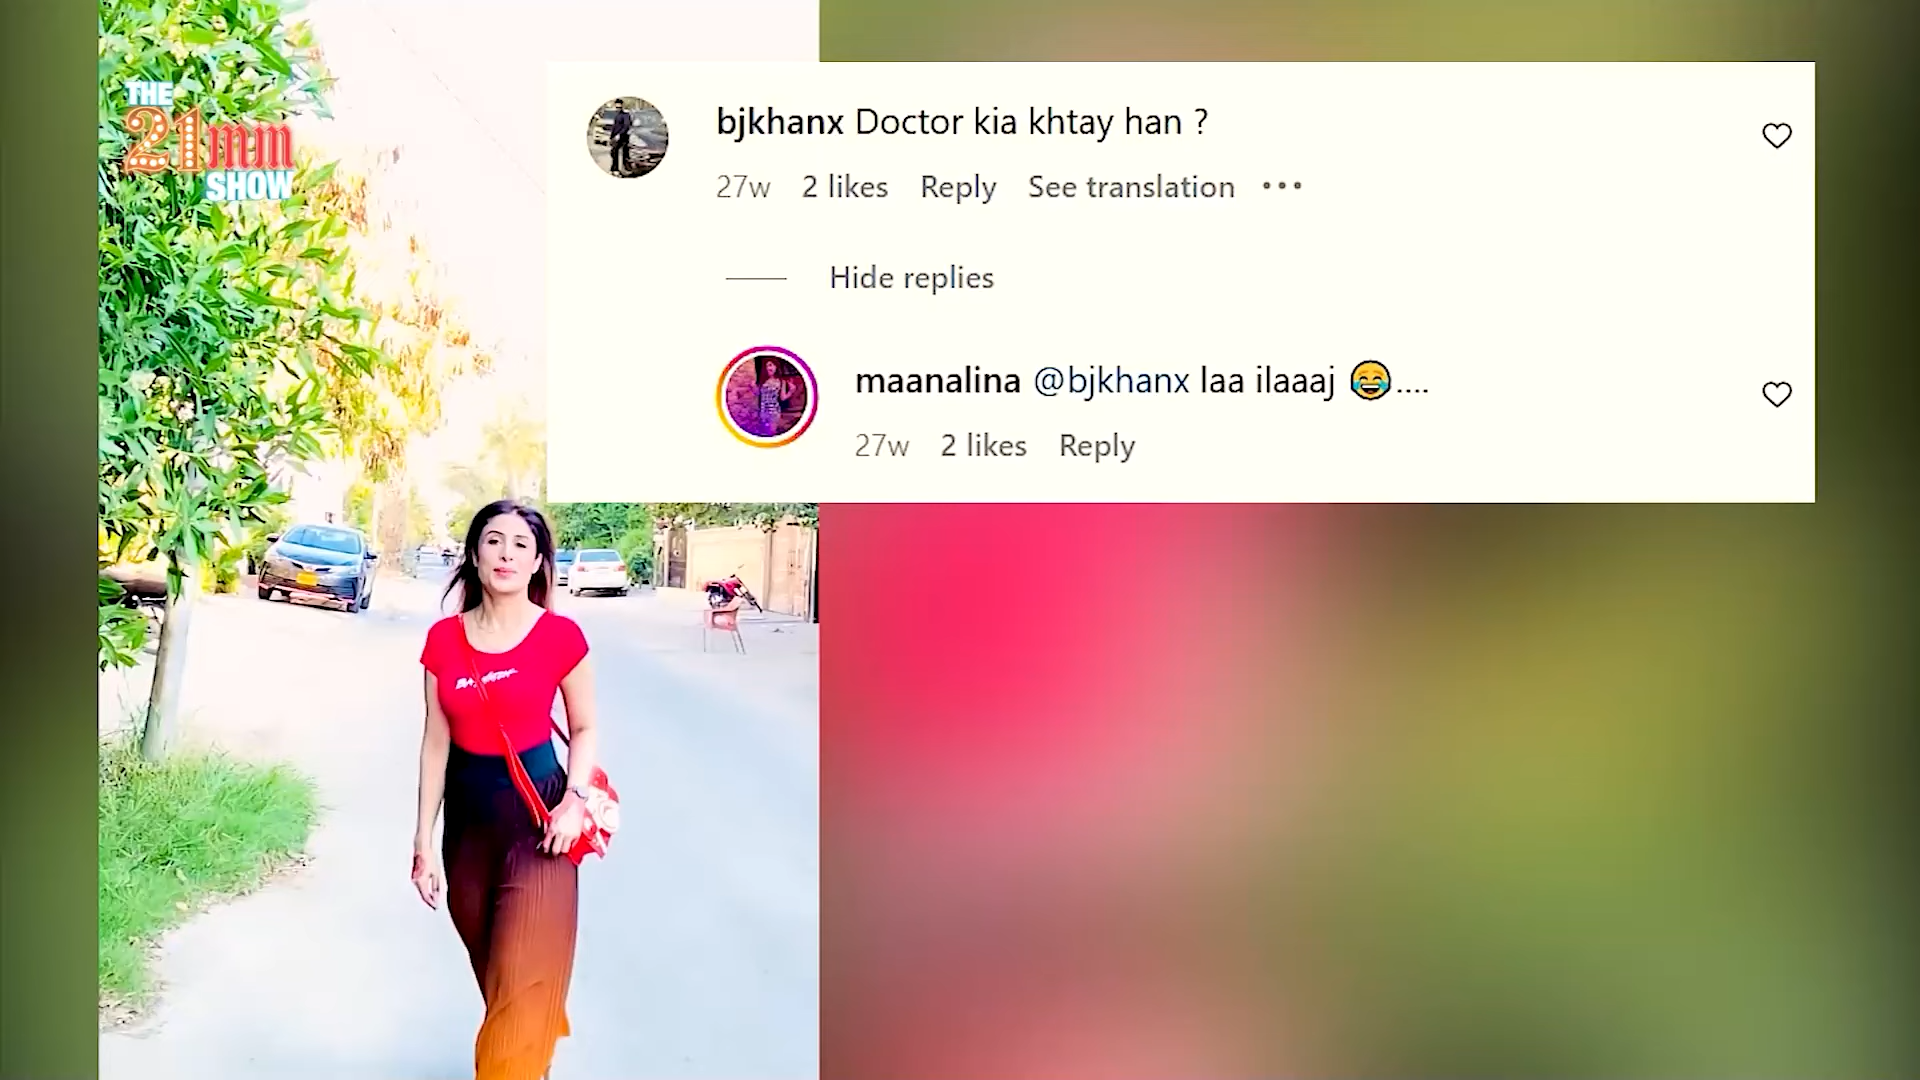 THE
21mm
SHOW
bjkhanx Doctor kia khtay han ?
27w 2 likes Reply See translation •••
Hide replies
maanalina @bjkhanx laa ilaaaj 😂....
27w 2 likes Reply